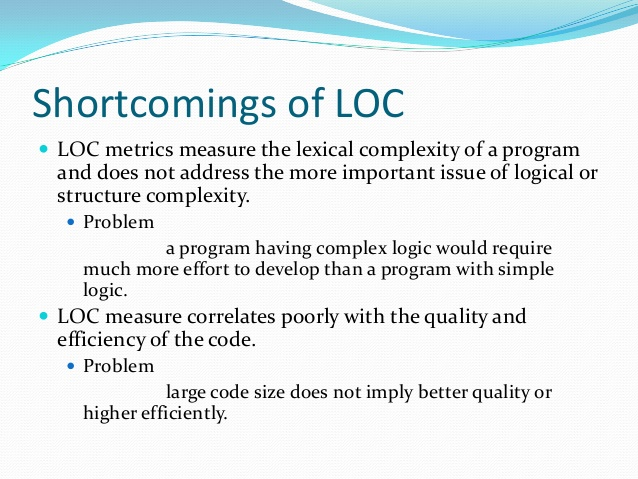 Shortcomings of LOC
LOC metrics measure the lexical complexity of a program
and does not address the more important issue of logical or
structure complexity.
Problem
a program having complex logic would require
much more effort to develop than a program with simple
logic.
LOC measure correlates poorly with the quality and
efficiency of the code.
Problem
large code size does not imply better quality or
higher efficiently.